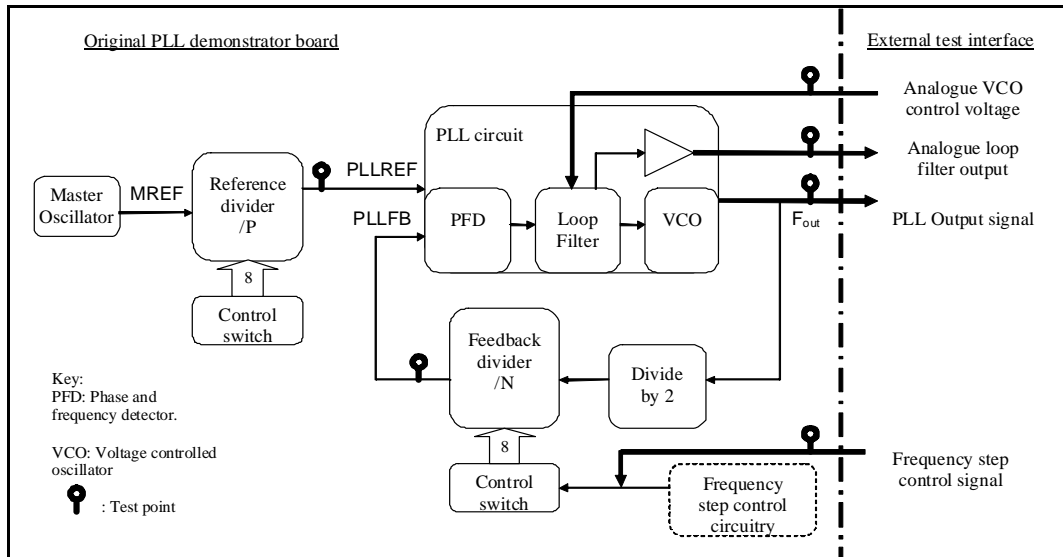 Original PLL demonstrator board
External test interface
Analogue VCO
control voltage
PLL circuit
Analogue loop
filter output
Master
Oscillator
MREF
Reference
divider
/P
PLLREF
PLLFB
PFD
Loop
Filter
VCO
Fout
PLL Output signal
8
Control
switch
Feedback
divider
/N
Divide
by 2
Key:
PFD: Phase and
frequency detector.
VCO: Voltage controlled
oscillator
: Test point
8
Control
switch
Frequency
step control
circuitry
Frequency step
control signal